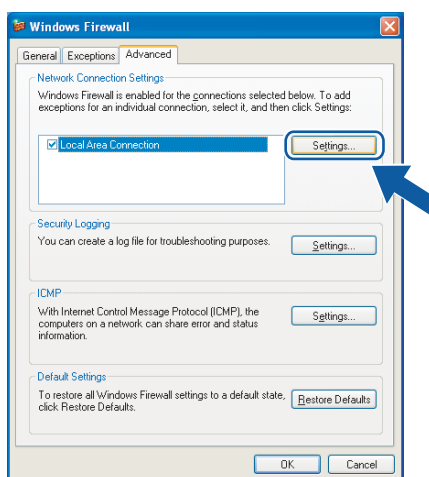 Windows Firewall
General Exceptions Advanced
Network Connection Settings
Windows Firewall is enabled for the connections selected below. To add
exceptions for an individual connection, select it, and then click Settings:
Local Area Connection
Settings...
Security Logging
You can create a log file for troubleshooting purposes.
Settings...
ICMP
With Internet Control Message Protocol (ICMP), the
computers on a network can share error and status
information.
Settings...
Default Settings
To restore all Windows Firewall settings to a default state,
click Restore Defaults.
Restore Defaults
OK Cancel